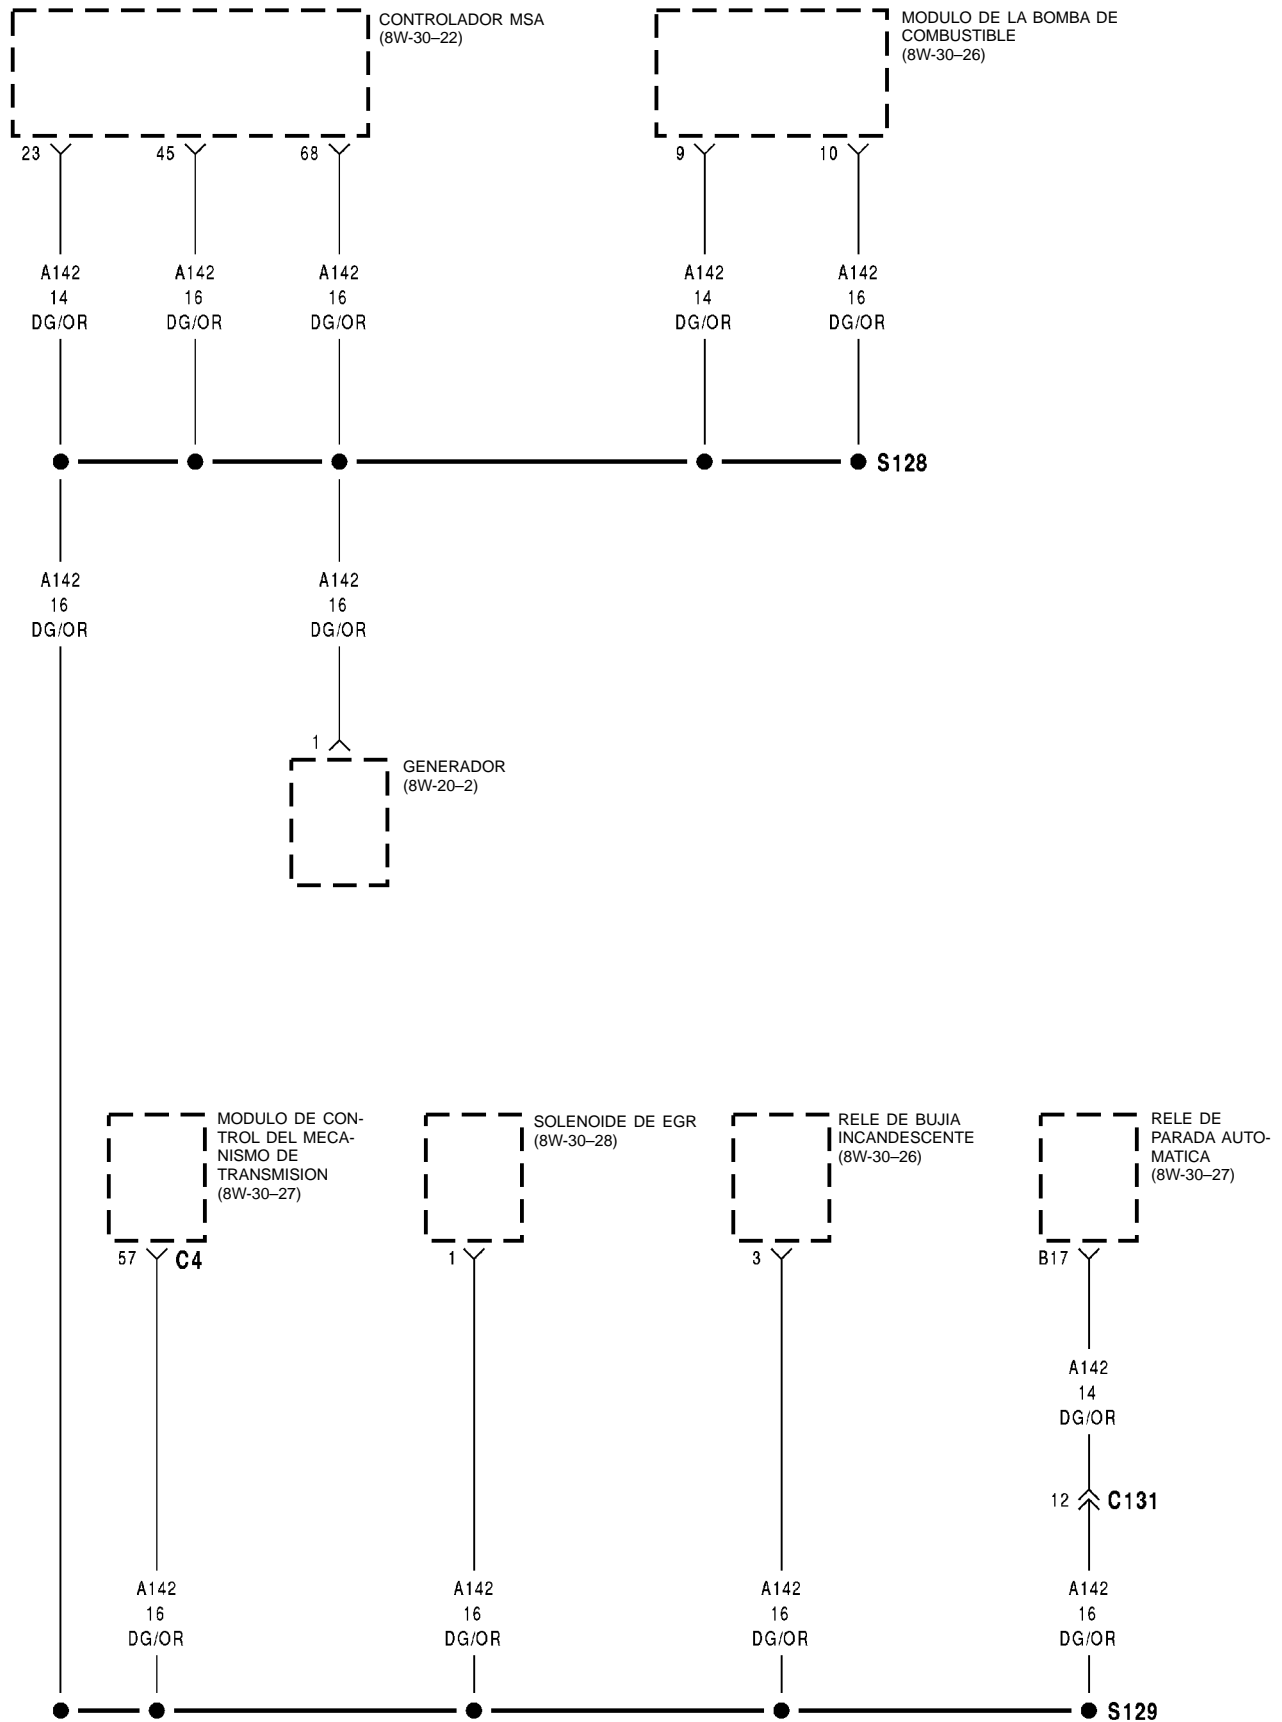 CONTROLADOR MSA
(8W-30–22)
MODULO DE LA BOMBA DE
COMBUSTIBLE
(8W-30–26)
23
45
68
9
10
A142
14
DG/OR
A142
16
DG/OR
A142
16
DG/OR
A142
14
DG/OR
A142
16
DG/OR
S128
A142
16
DG/OR
A142
16
DG/OR
1
GENERADOR
(8W-20–2)
MODULO DE CON-
TROL DEL MECA-
NISMO DE
TRANSMISION
(8W-30–27)
SOLENOIDE DE EGR
(8W-30–28)
RELE DE BUJIA
INCANDESCENTE
(8W-30–26)
RELE DE
PARADA AUTO-
MATICA
(8W-30–27)
57
C4
1
3
B17
A142
14
DG/OR
12
C131
A142
16
DG/OR
A142
16
DG/OR
A142
16
DG/OR
A142
16
DG/OR
S129